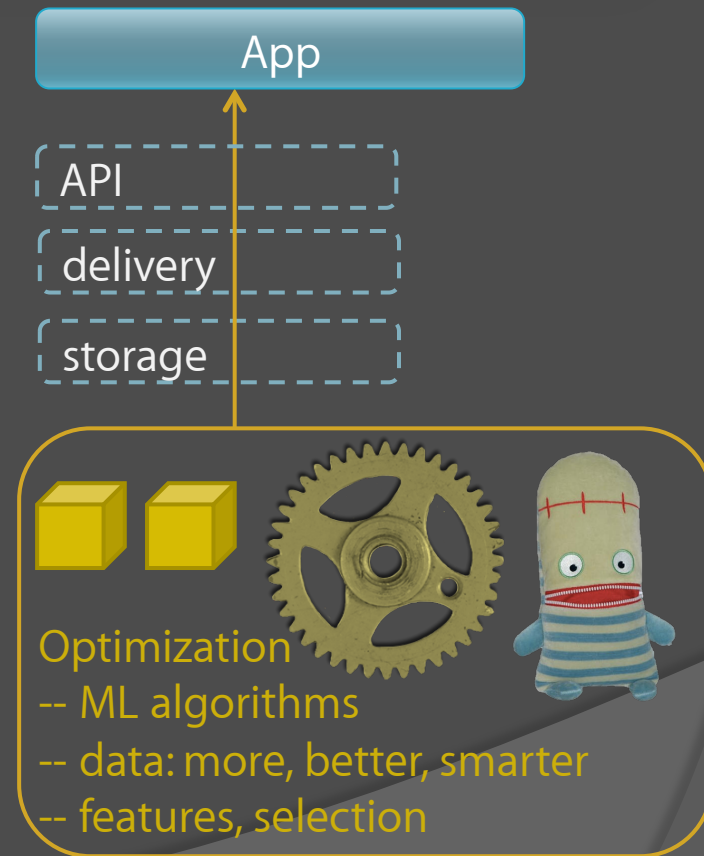 App
API
delivery
storage
Optimization
-- ML algorithms
-- data: more, better, smarter
-- features, selection